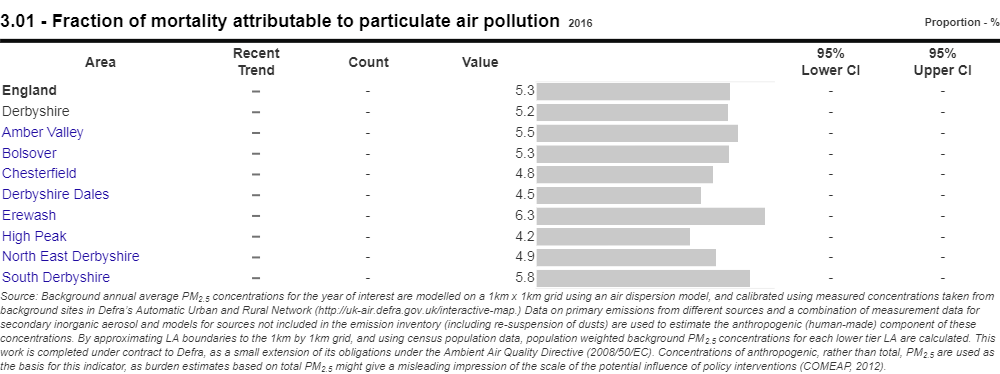 3.01 - Fraction of mortality attributable to particulate air pollution 2016 Proportion - %
Area Recent Trend Count Value 95% Lower CI 95% Upper CI
England – - 5.3 - -
Derbyshire – - 5.2 - -
Amber Valley – - 5.5 - -
Bolsover – - 5.3 - -
Chesterfield – - 4.8 - -
Derbyshire Dales – - 4.5 - -
Erewash – - 6.3 - -
High Peak – - 4.2 - -
North East Derbyshire – - 4.9 - -
South Derbyshire – - 5.8 - -
Source: Background annual average PM2.5 concentrations for the year of interest are modelled on a 1km x 1km grid using an air dispersion model, and calibrated using measured concentrations taken from
background sites in Defra's Automatic Urban and Rural Network (http://uk-air.defra.gov.uk/interactive-map.) Data on primary emissions from different sources and a combination of measurement data for
secondary inorganic aerosol and models for sources not included in the emission inventory (including re-suspension of dusts) are used to estimate the anthropogenic (human-made) component of these
concentrations. By approximating LA boundaries to the 1km by 1km grid, and using census population data, population weighted background PM2.5 concentrations for each lower tier LA are calculated. This
work is completed under contract to Defra, as a small extension of its obligations under the Ambient Air Quality Directive (2008/50/EC). Concentrations of anthropogenic, rather than total, PM2.5 are used as
the basis for this indicator, as burden estimates based on total PM2.5 might give a misleading impression of the scale of the potential influence of policy interventions (COMEAP, 2012).